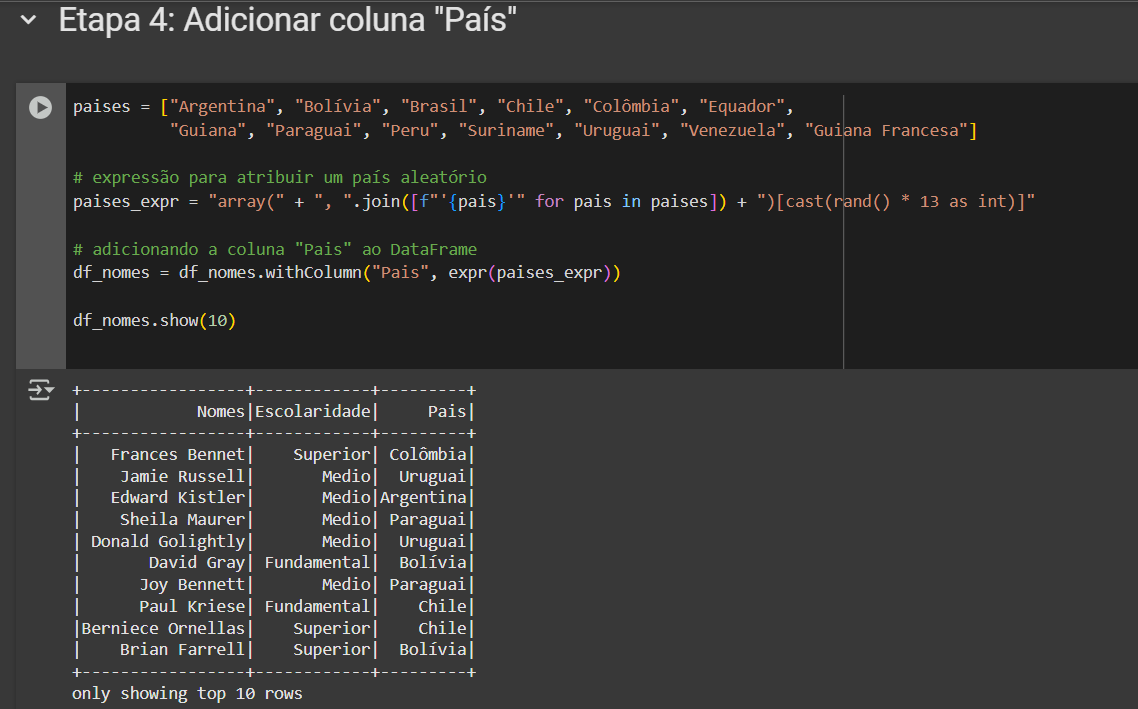 Etapa 4: Adicionar coluna "País"
paises = ["Argentina", "Bolívia", "Brasil", "Chile", "Colômbia", "Equador",
          "Guiana", "Paraguai", "Peru", "Suriname", "Uruguai", "Venezuela", "Guiana Francesa"]
# expressão para atribuir um país aleatório
paises_expr = "array(" + ", ".join([f"'{pais}'" for pais in paises]) + ")[cast(rand() * 13 as int)]"
# adicionando a coluna "Pais" ao DataFrame
df_nomes = df_nomes.withColumn("Pais", expr(paises_expr))
df_nomes.show(10)
+-----------------+------------+---------+
|            Nomes|Escolaridade|     Pais|
+-----------------+------------+---------+
|   Frances Bennet|    Superior| Colômbia|
|    Jamie Russell|       Medio|  Uruguai|
|   Edward Kistler|       Medio|Argentina|
|    Sheila Maurer|       Medio| Paraguai|
| Donald Golightly|       Medio|  Uruguai|
|       David Gray| Fundamental|  Bolívia|
|      Joy Bennett|       Medio| Paraguai|
|      Paul Kriese| Fundamental|    Chile|
|Berniece Ornellas|    Superior|    Chile|
|    Brian Farrell|    Superior|  Bolívia|
+-----------------+------------+---------+
only showing top 10 rows